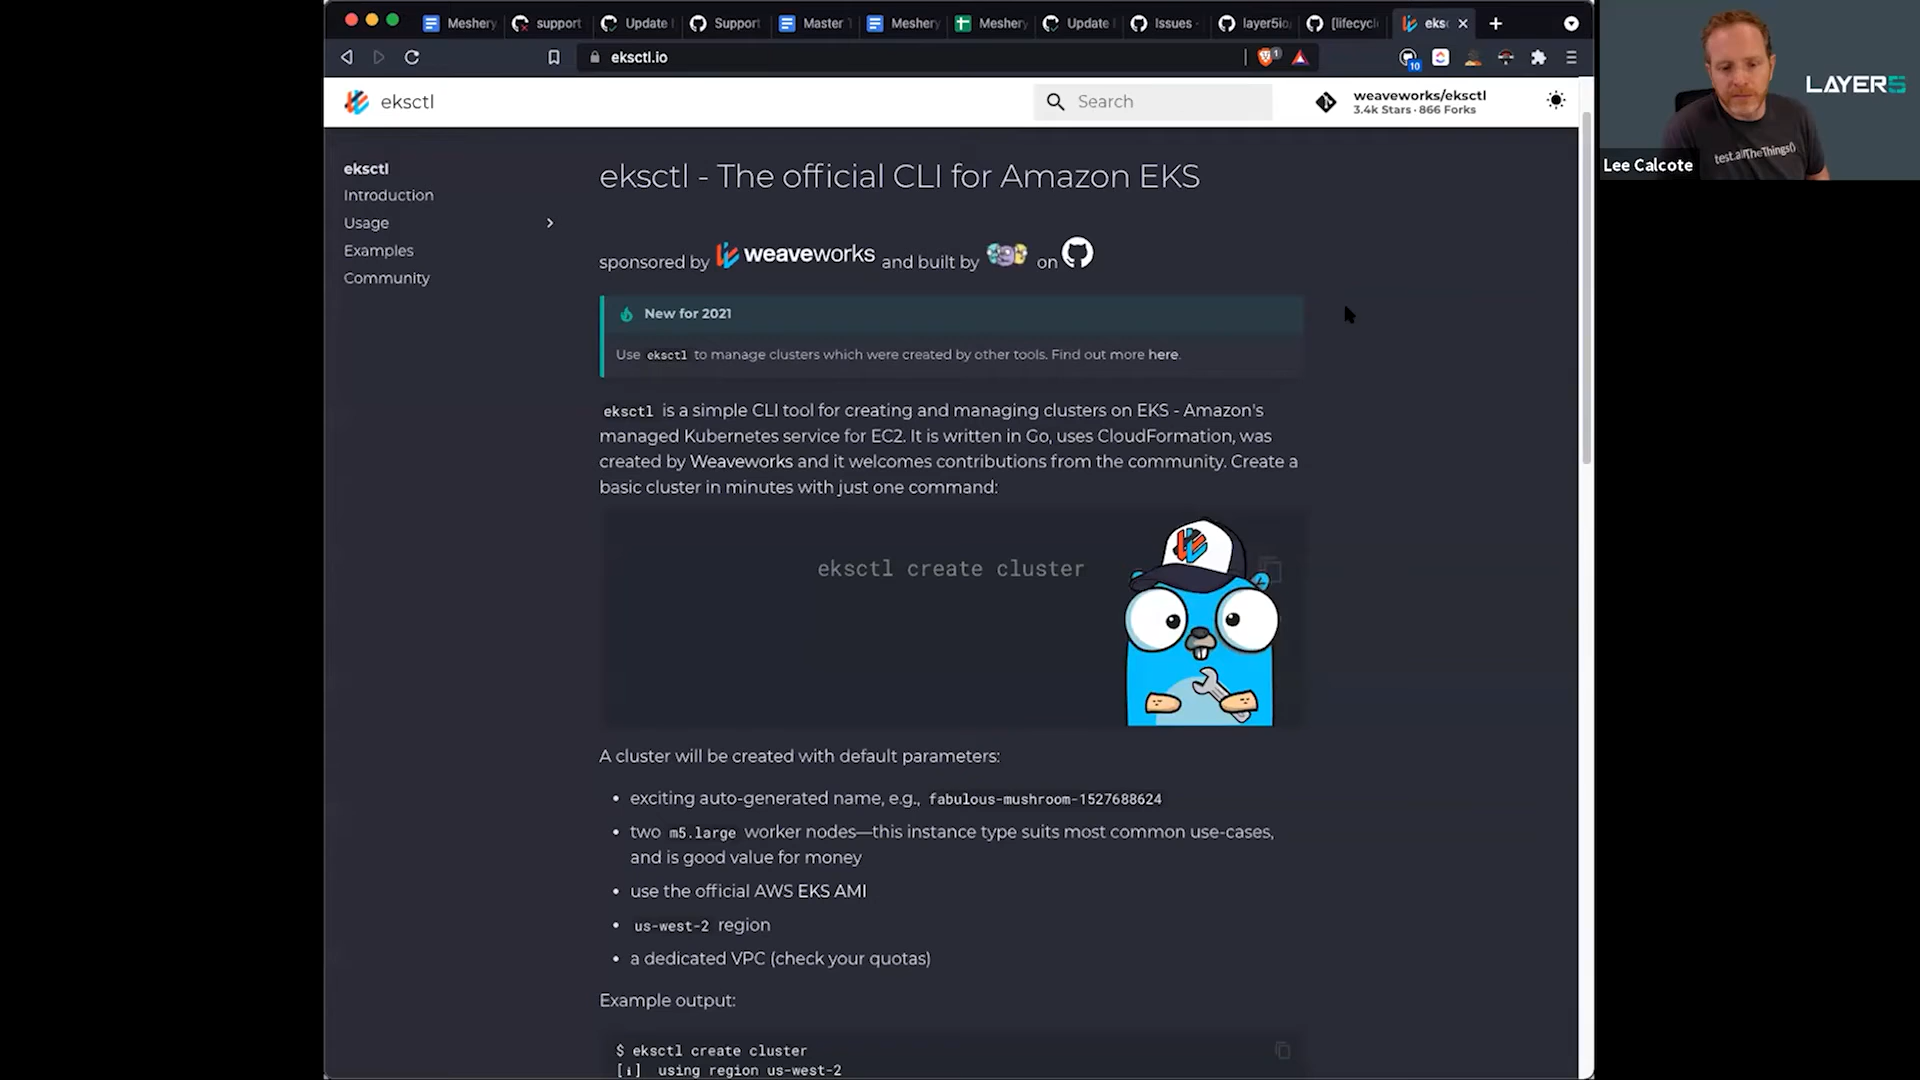 Meshery
support
Update
Support
Master
Meshery
Meshery
Update
Issues
layer5io
[lifecycl
eks
eksctl.io
1
10
eksctl
Search
weaveworks/eksctl
3.4k Stars · 866 Forks
LAYER5
test.allTheThings()
Lee Calcote
eksctl
Introduction
Usage
Examples
Community
eksctl - The official CLI for Amazon EKS
sponsored by weaveworks and built by on
New for 2021
Use eksctl to manage clusters which were created by other tools. Find out more here.
eksctl is a simple CLI tool for creating and managing clusters on EKS - Amazon's
managed Kubernetes service for EC2. It is written in Go, uses CloudFormation, was
created by Weaveworks and it welcomes contributions from the community. Create a
basic cluster in minutes with just one command:
eksctl create cluster
A cluster will be created with default parameters:
• exciting auto-generated name, e.g., fabulous-mushroom-1527688624
• two m5.large worker nodes—this instance type suits most common use-cases,
and is good value for money
• use the official AWS EKS AMI
• us-west-2 region
• a dedicated VPC (check your quotas)
Example output:
$ eksctl create cluster
[i] using region us-west-2